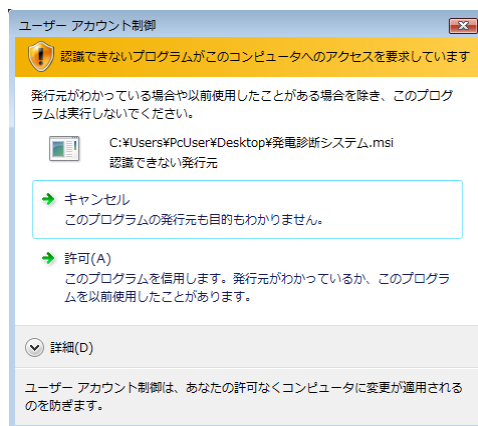 ユーザー アカウント制御
認識できないプログラムがこのコンピュータへのアクセスを要求しています
発行元がわかっている場合や以前使用したことがある場合を除き、このプログ
ラムは実行しないでください。
C:¥Users¥PcUser¥Desktop¥発電診断システム.msi
認識できない発行元
キャンセル
このプログラムの発行元も目的もわかりません。
許可(A)
このプログラムを信用します。発行元がわかっているか、このプログラ
ムを以前使用したことがあります。
詳細(D)
ユーザー アカウント制御は、あなたの許可なくコンピュータに変更が適用される
のを防ぎます。